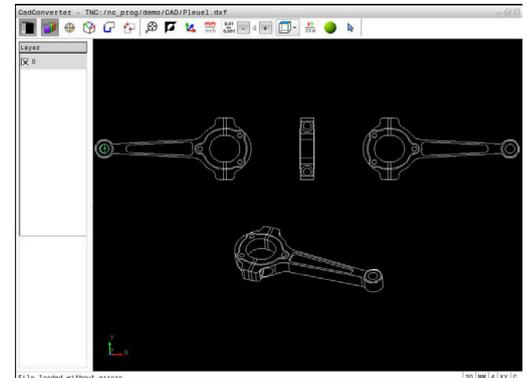 CadConverter - TNC:/nc_prog/demo/CAD/Pleuel.dxf
mm
inch
0,01
0,001
4
Layer
0
Y
Z
X
File loaded without errors
3D MM 4 XY C